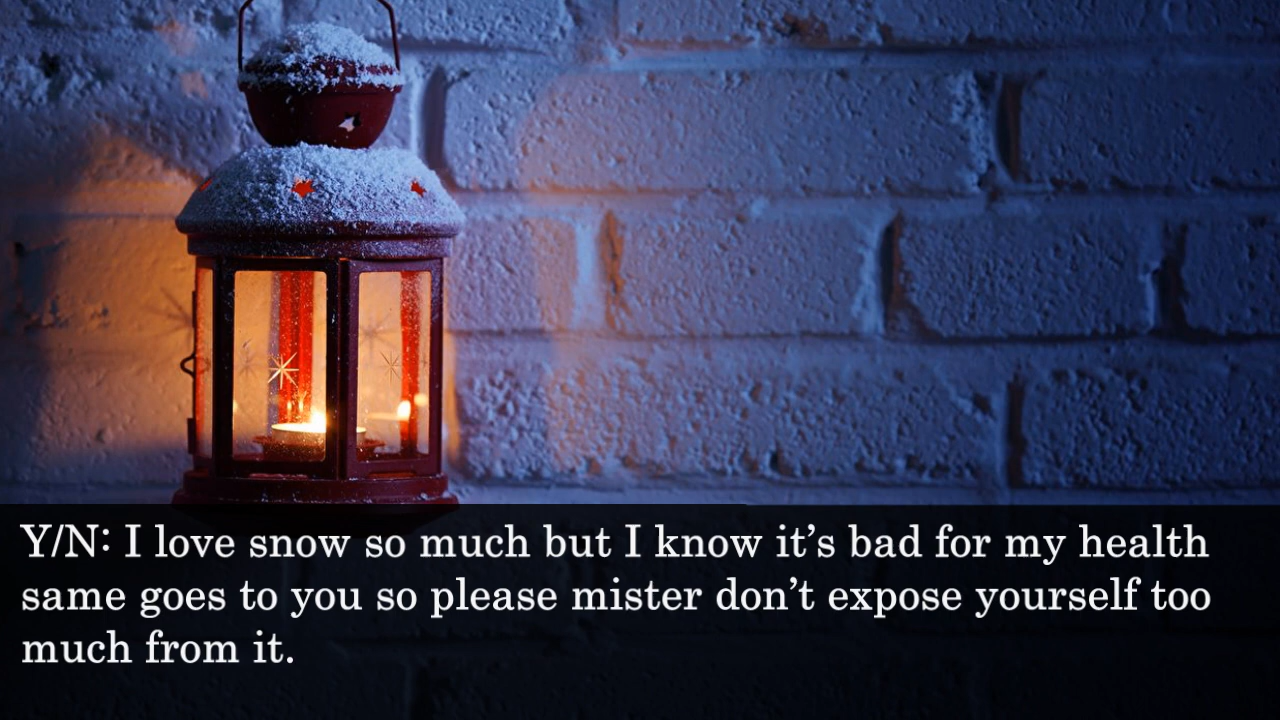 Y/N: I love snow so much but I know it’s bad for my health
same goes to you so please mister don’t expose yourself too
much from it.